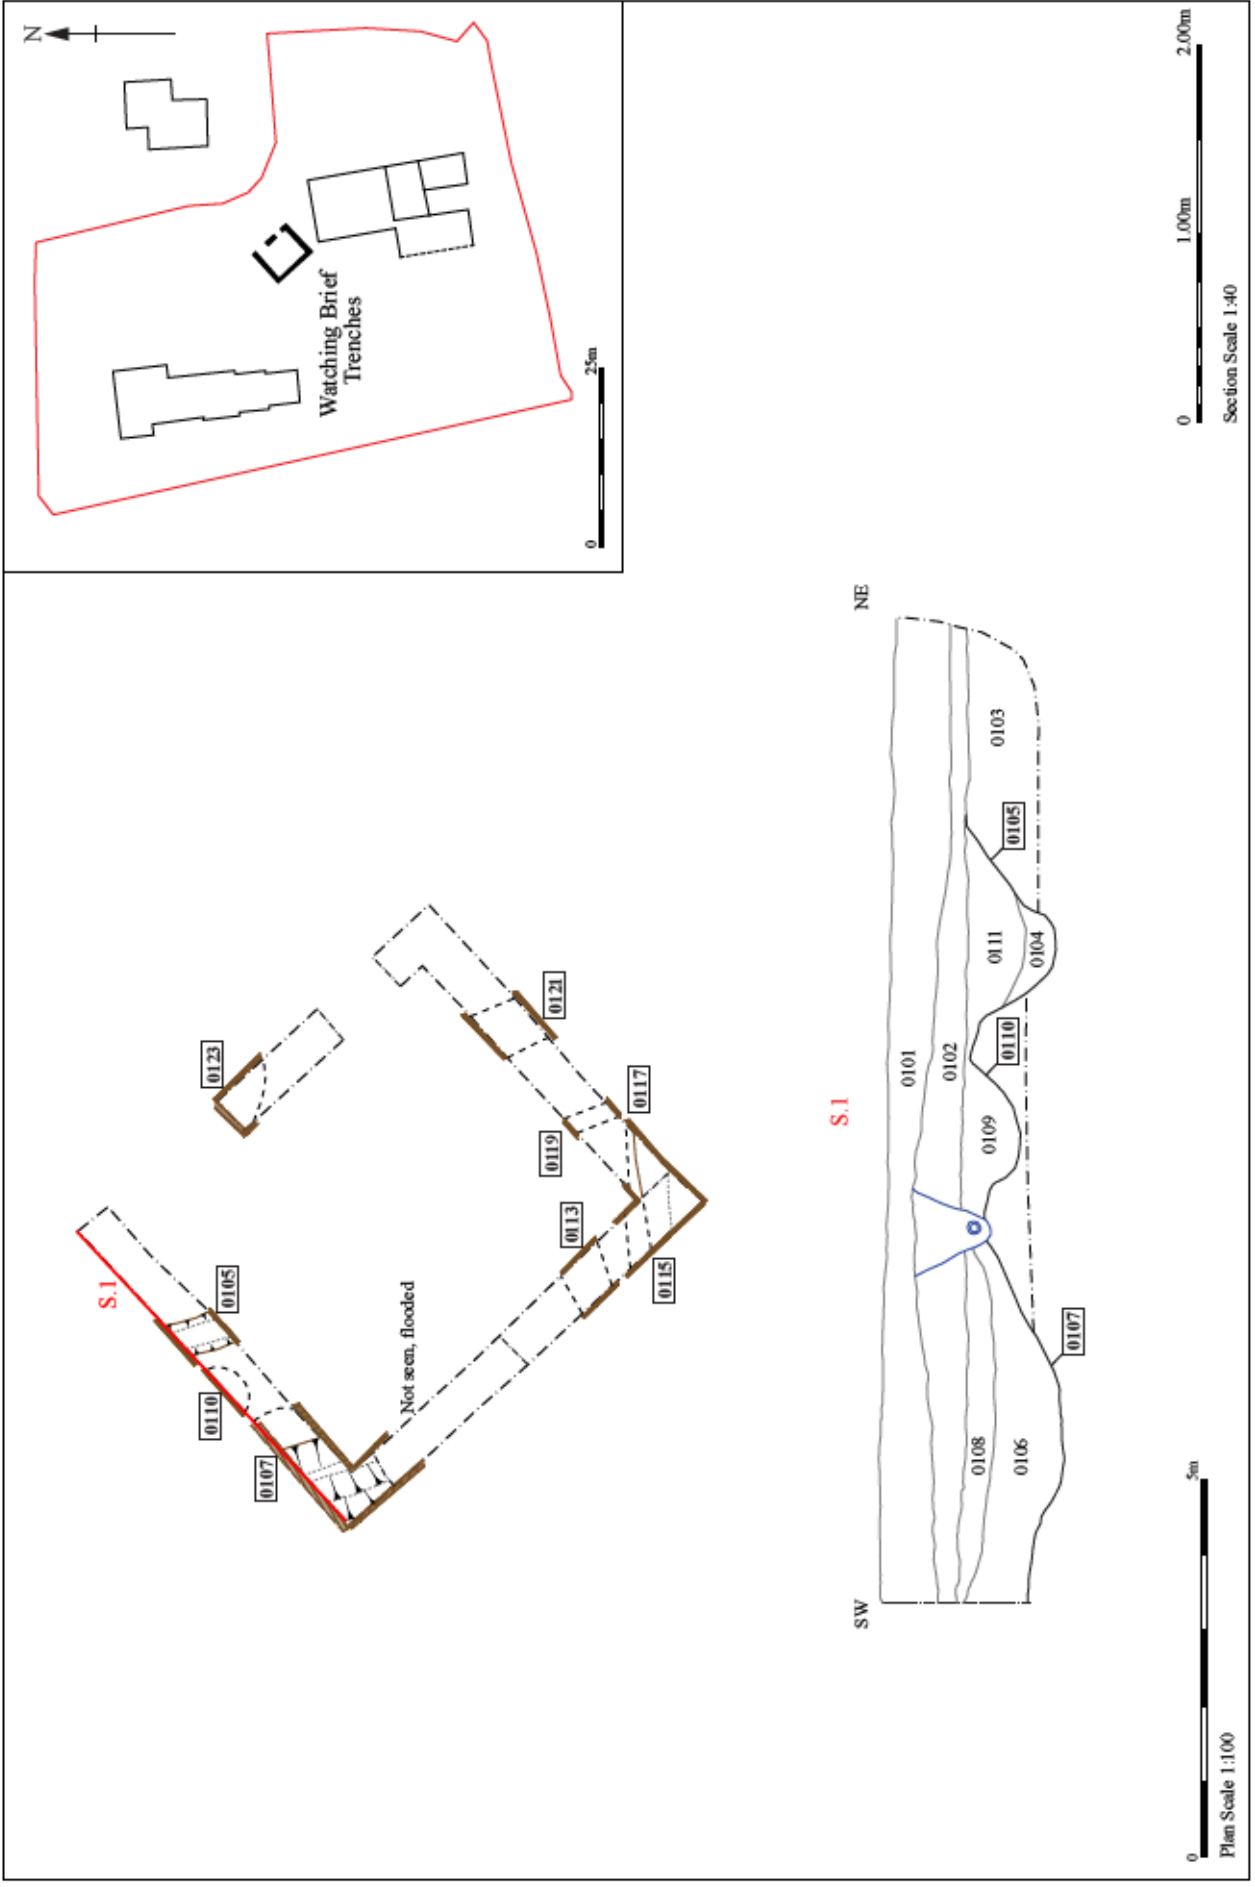 N
Watching Brief
Trenches
0
25m
S.1
0105
0110
0107
Not seen, flooded
0123
0113
0115
0119
0117
0121
S.1
SW
NE
0101
0102
0103
0105
0111
0104
0110
0109
0108
0106
0107
0
5m
Plan Scale 1:100
0
1.00m
2.00m
Section Scale 1:40